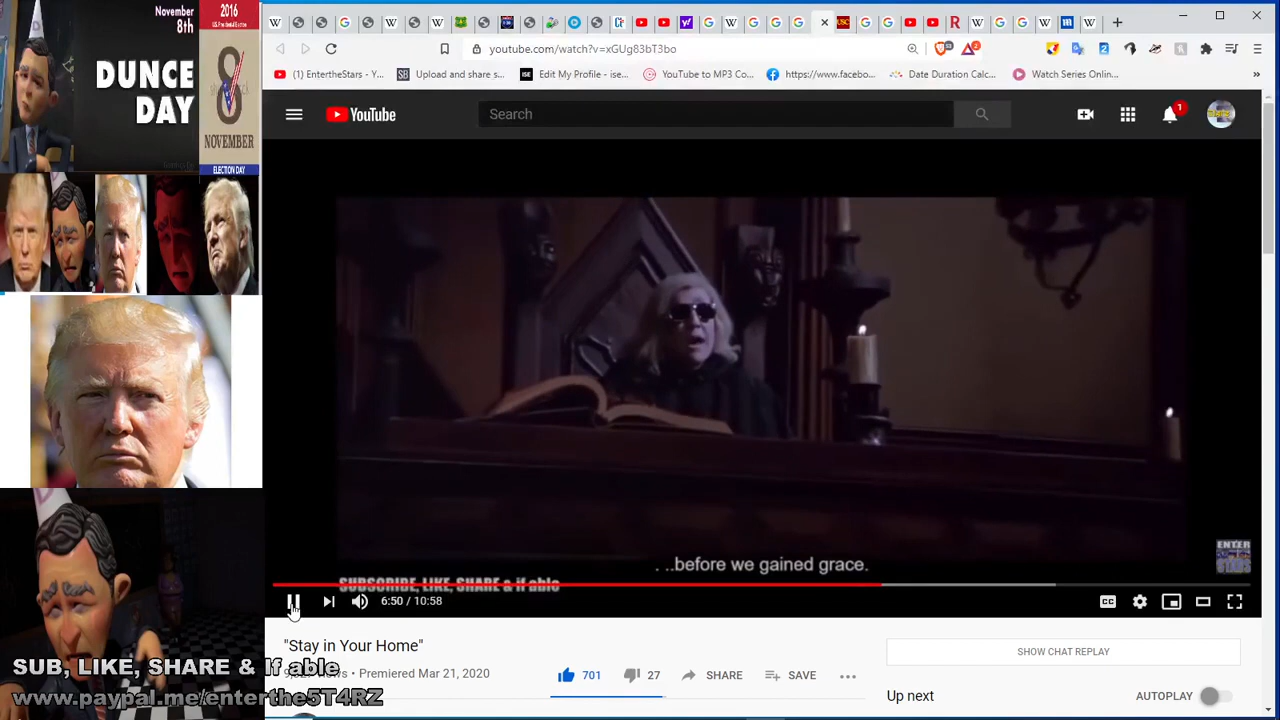 2016
8th
DUNCE
DAY
8
NOVEMBER
ELECTION DAY
youtube.com/watch?v=xGUg83bT3bo
(1) EntertheStars - Y...
Upload and share s...
Edit My Profile - ise...
YouTube to MP3 Co...
https://www.facebo...
Date Duration Calc...
Watch Series Onlin...
YouTube
Search
1
. ..before we gained grace.
ENTER
STARS
SUBSCRIBE, LIKE, SHARE & if able
6:50 / 10:58
CC
"Stay in Your Home"
Premiered Mar 21, 2020
701
27
SHARE
SAVE
SHOW CHAT REPLAY
Up next
AUTOPLAY
SUB, LIKE, SHARE & If able
www.paypal.me/enterthe5T4RZ